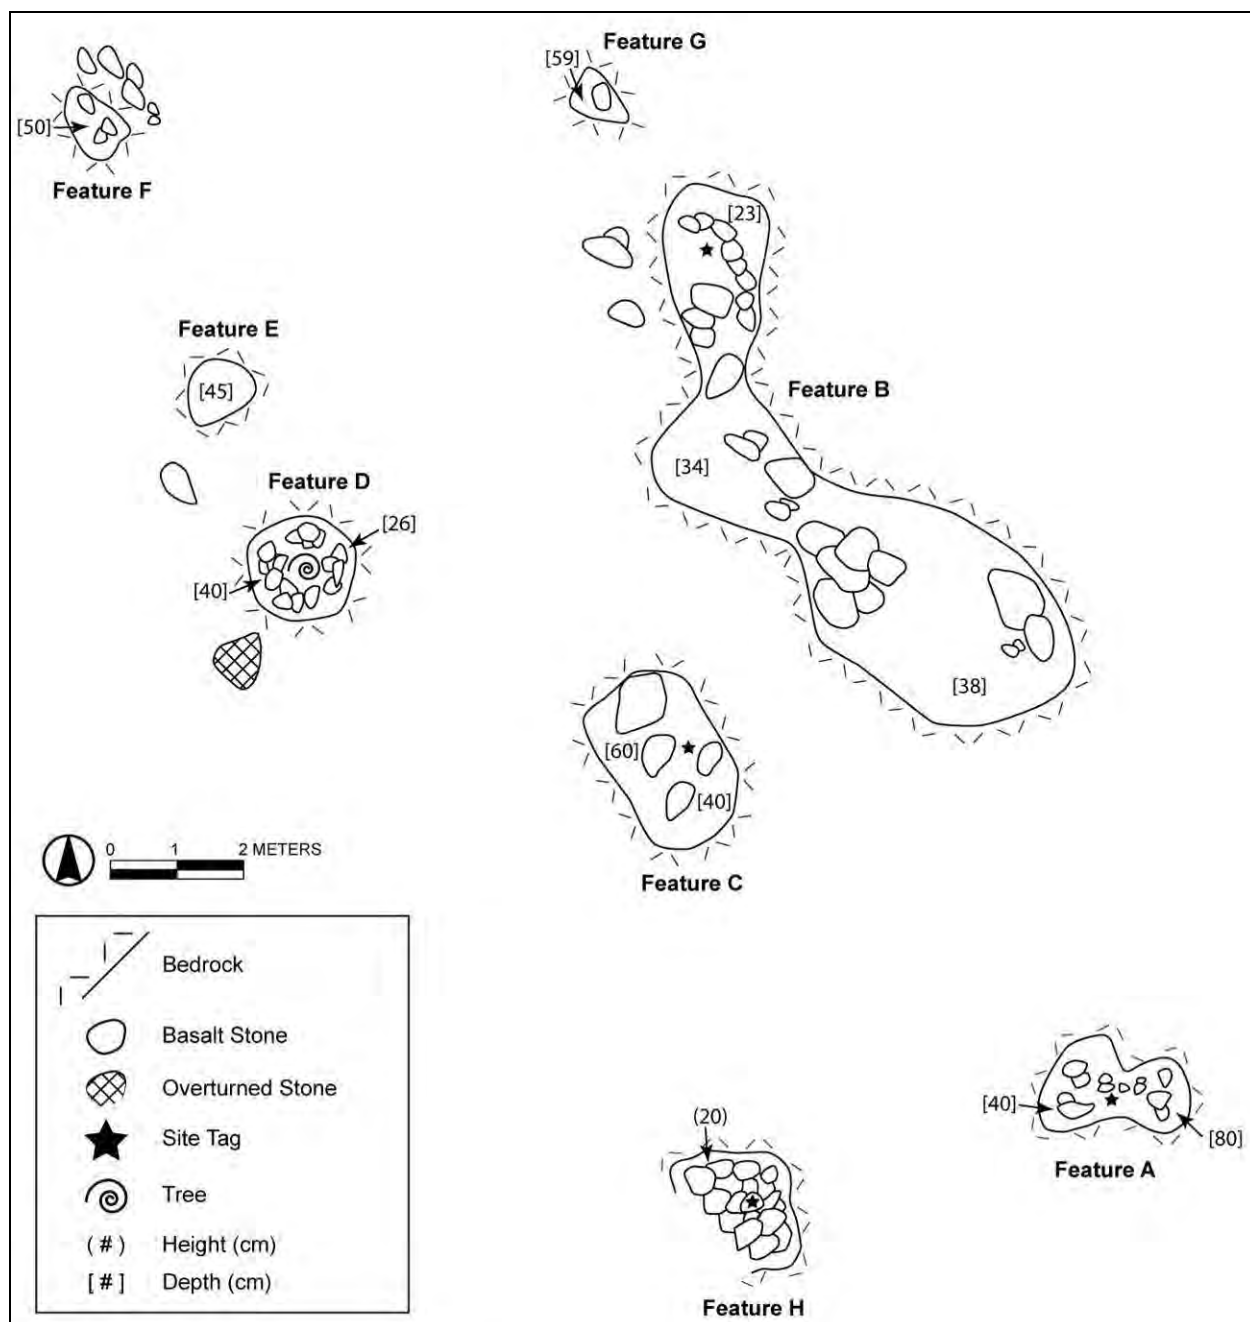 Feature G
[59]
[50]
Feature F
[23]
Feature E
[45]
Feature B
[34]
Feature D
[26]
[40]
[38]
[60]
[40]
0 1 2 METERS
Feature C
Bedrock
Basalt Stone
Overturned Stone
Site Tag
Tree
(#) Height (cm)
[#] Depth (cm)
[40]
[80]
Feature A
(20)
Feature H